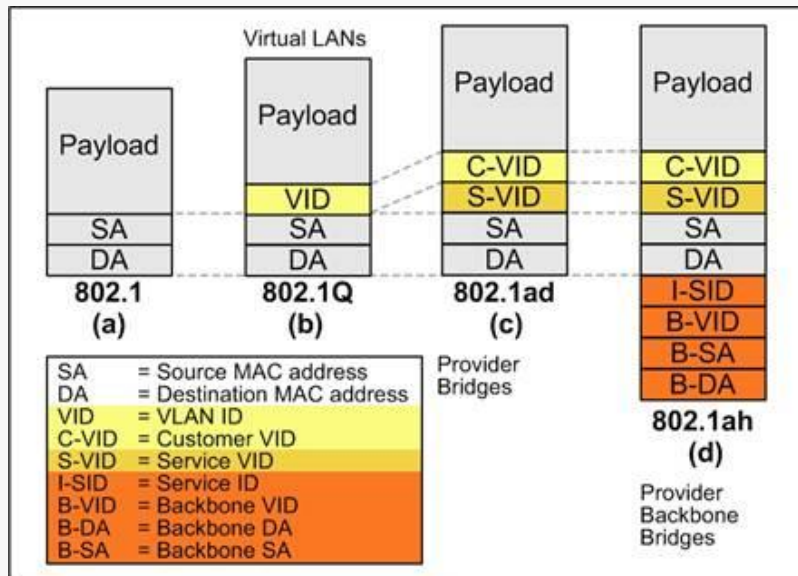 Virtual LANs
Payload
SA
DA
802.1
(a)
Payload
VID
SA
DA
802.1Q
(b)
Payload
C-VID
S-VID
SA
DA
802.1ad
(c)
Provider
Bridges
Payload
C-VID
S-VID
SA
DA
I-SID
B-VID
B-SA
B-DA
802.1ah
(d)
Provider
Backbone
Bridges
SA = Source MAC address
DA = Destination MAC address
VID = VLAN ID
C-VID = Customer VID
S-VID = Service VID
I-SID = Service ID
B-VID = Backbone VID
B-DA = Backbone DA
B-SA = Backbone SA